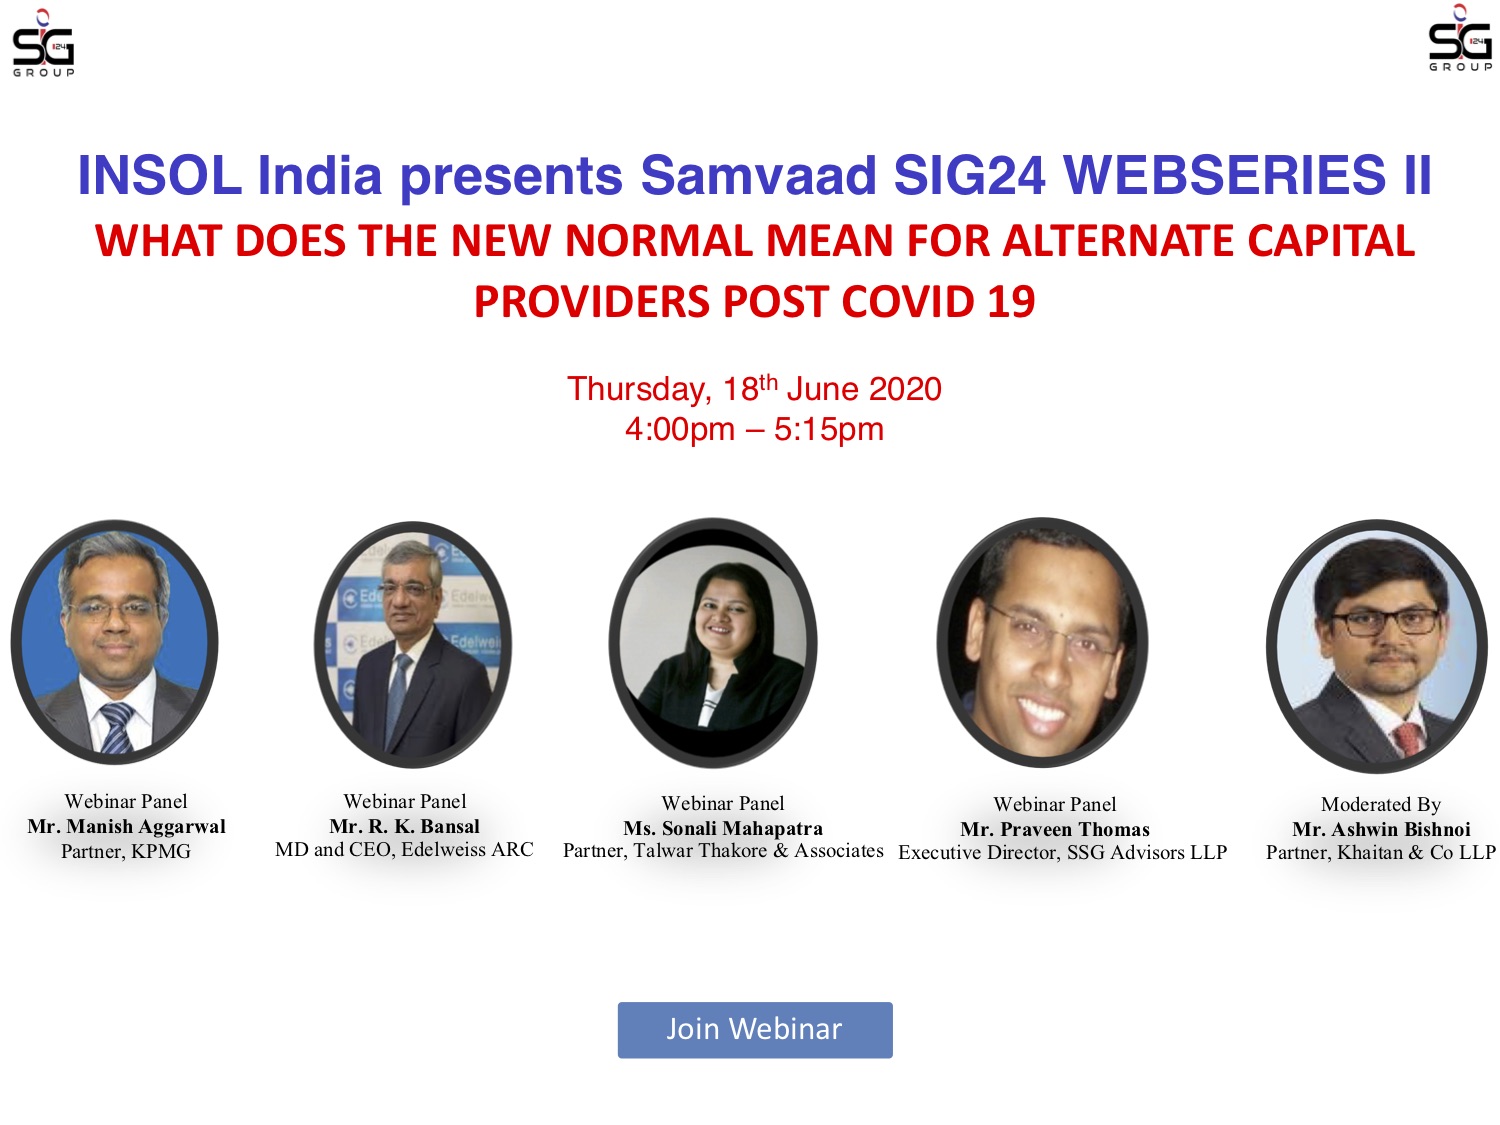 SiG 24
GROUP
SiG 24
GROUP
INSOL India presents Samvaad SIG24 WEBSERIES II
WHAT DOES THE NEW NORMAL MEAN FOR ALTERNATE CAPITAL
PROVIDERS POST COVID 19
Thursday, 18th June 2020
4:00pm – 5:15pm
Edelweiss
Webinar Panel
Mr. Manish Aggarwal
Partner, KPMG
Webinar Panel
Mr. R. K. Bansal
MD and CEO, Edelweiss ARC
Webinar Panel
Ms. Sonali Mahapatra
Partner, Talwar Thakore & Associates
Webinar Panel
Mr. Praveen Thomas
Executive Director, SSG Advisors LLP
Moderated By
Mr. Ashwin Bishnoi
Partner, Khaitan & Co LLP
Join Webinar